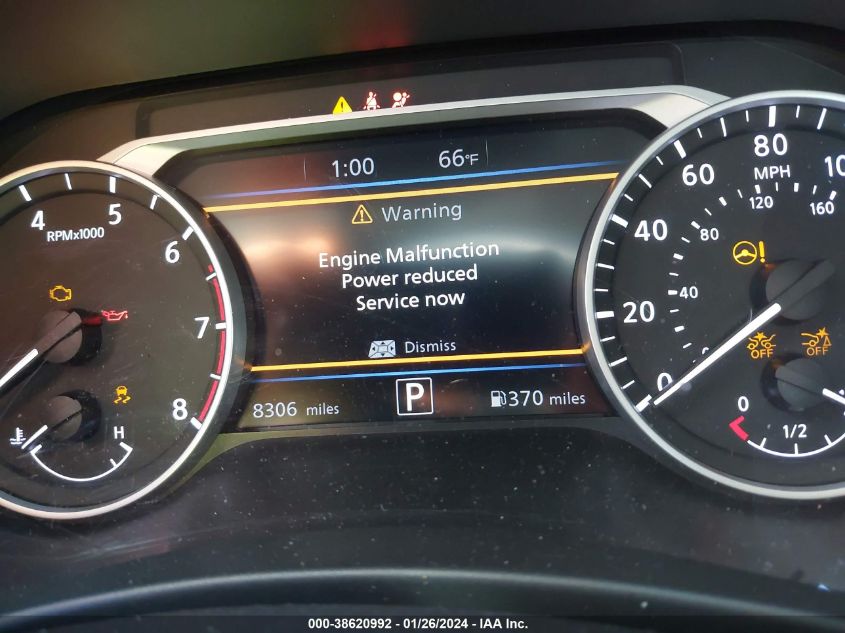 1:00 66°F
Warning
Engine Malfunction
Power reduced
Service now
Dismiss
8306 miles P 370 miles
4 5 6 7 8
RPMx1000
H
0 20 40 60 80
MPH
40 80 120 160
OFF OFF
0 1/2
000-38620992 - 01/26/2024 - IAA Inc.